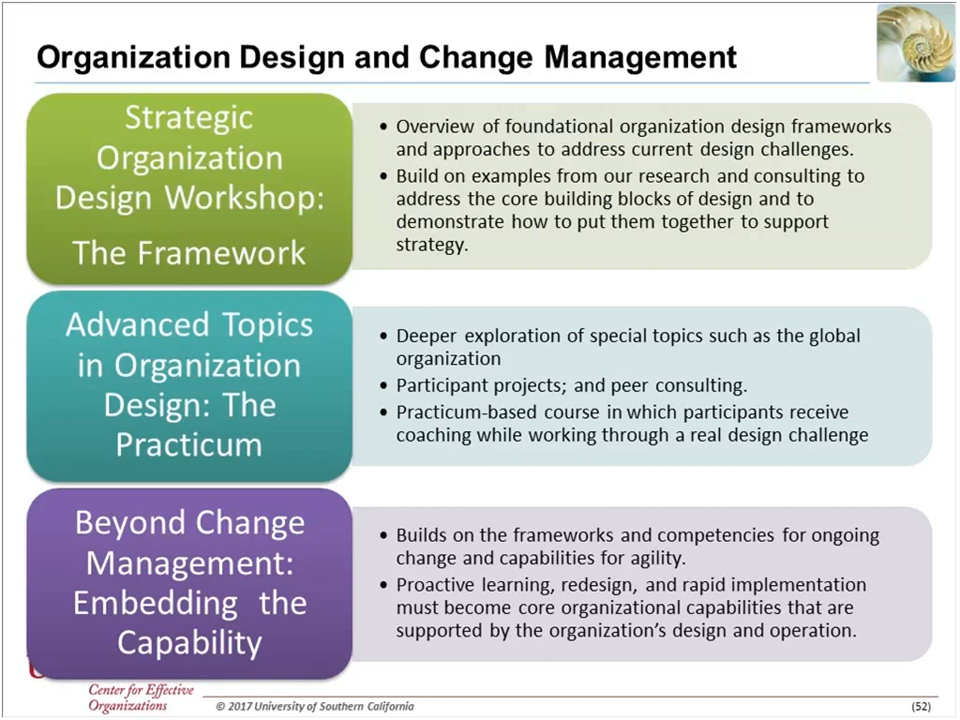 Organization Design and Change Management
Strategic
Organization
Design Workshop:
The Framework
• Overview of foundational organization design frameworks
and approaches to address current design challenges.
• Build on examples from our research and consulting to
address the core building blocks of design and to
demonstrate how to put them together to support
strategy.
Advanced Topics
in Organization
Design: The
Practicum
• Deeper exploration of special topics such as the global
organization
• Participant projects; and peer consulting.
• Practicum-based course in which participants receive
coaching while working through a real design challenge
Beyond Change
Management:
Embedding the
Capability
• Builds on the frameworks and competencies for ongoing
change and capabilities for agility.
• Proactive learning, redesign, and rapid implementation
must become core organizational capabilities that are
supported by the organization's design and operation.
Center for Effective
Organizations
© 2017 University of Southern California
(52)